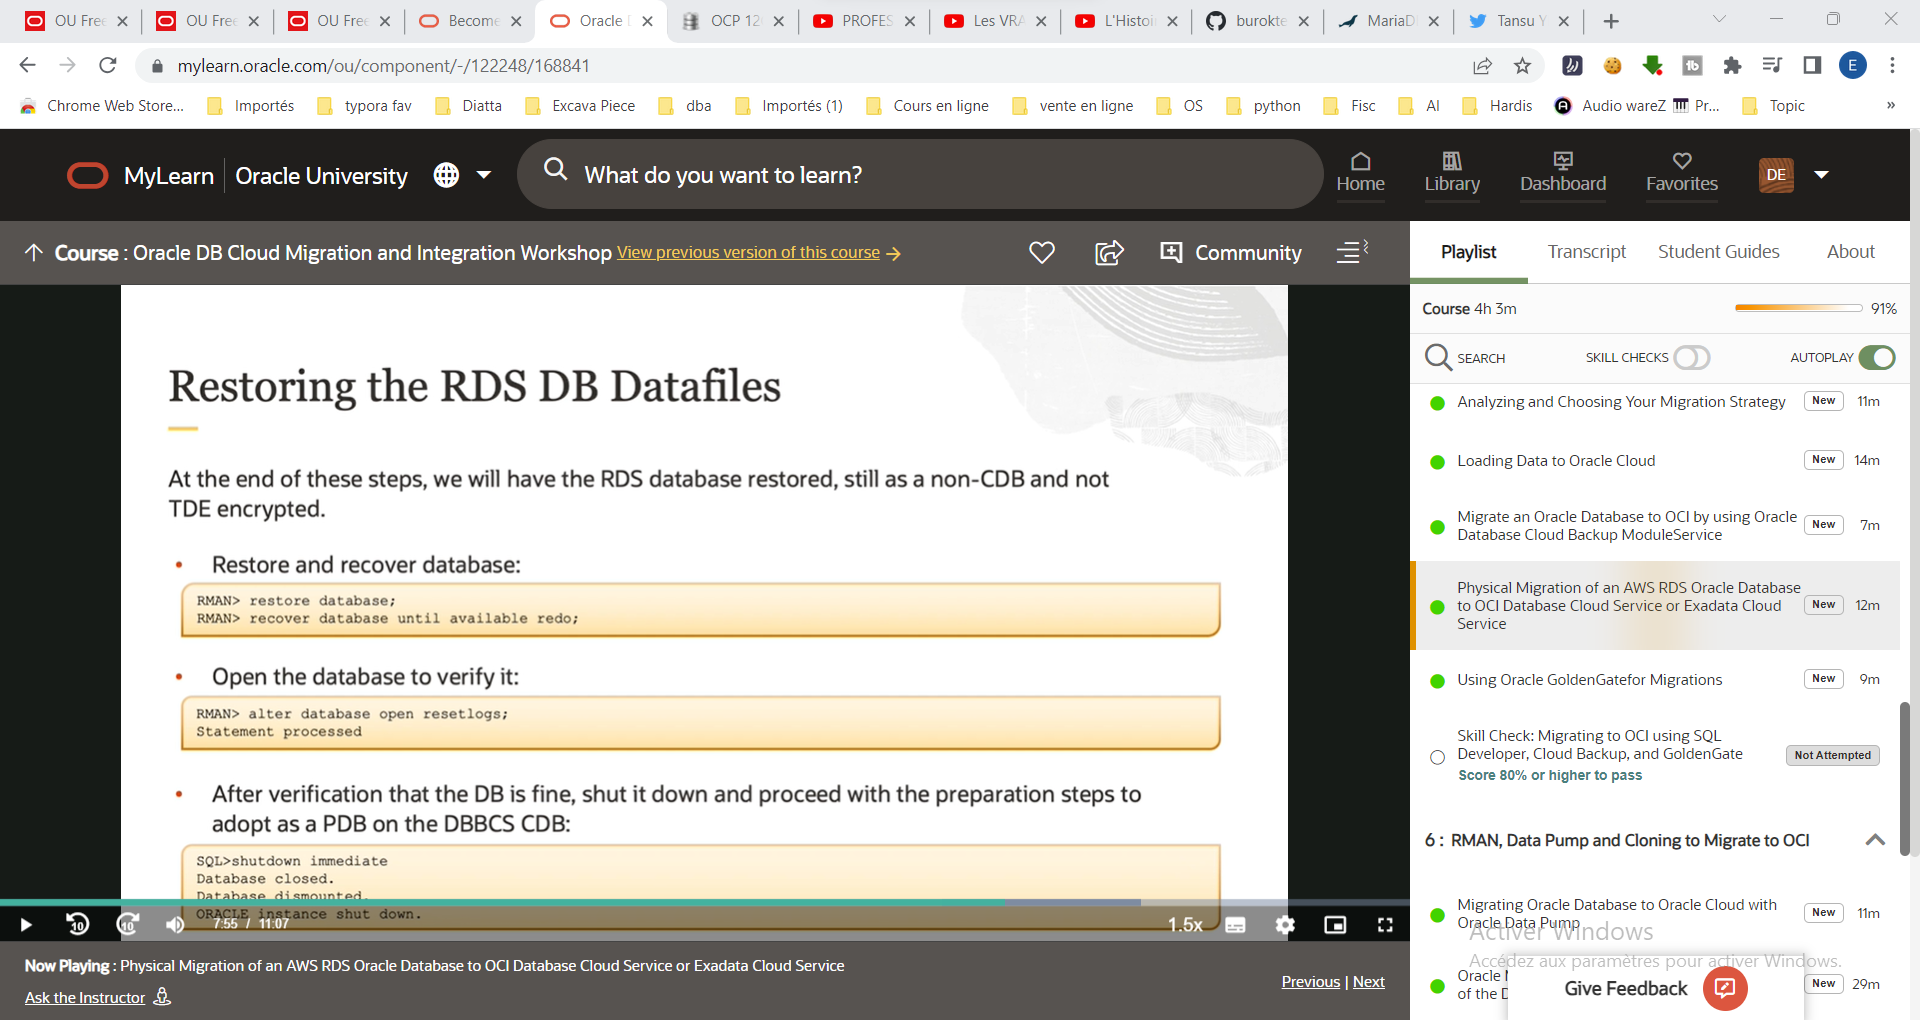 OU Free
OU Free
OU Free
Become
Oracle
OCP 12
PROFES
Les VRA
L'Histoi
burokte
MariaD
Tansu Y
mylearn.oracle.com/ou/component/-/122248/168841
E
Chrome Web Store...
Importés
typora fav
Diatta
Excava Piece
dba
Importés (1)
Cours en ligne
vente en ligne
OS
python
Fisc
AI
Hardis
Audio wareZ
Pr...
Topic
»
MyLearn
Oracle University
What do you want to learn?
Home
Library
Dashboard
Favorites
DE
Course : Oracle DB Cloud Migration and Integration Workshop View previous version of this course →
Community
Playlist
Transcript
Student Guides
About
Course 4h 3m
91%
SEARCH
SKILL CHECKS
AUTOPLAY
Restoring the RDS DB Datafiles
At the end of these steps, we will have the RDS database restored, still as a non-CDB and not
TDE encrypted.
• Restore and recover database:
RMAN> restore database;
RMAN> recover database until available redo;
• Open the database to verify it:
RMAN> alter database open resetlogs;
Statement processed
• After verification that the DB is fine, shut it down and proceed with the preparation steps to
adopt as a PDB on the DBBCS CDB:
SQL>shutdown immediate
Database closed.
Database dismounted.
ORACLE instance shut down.
10
10
7:55 / 11:07
1.5x
Now Playing : Physical Migration of an AWS RDS Oracle Database to OCI Database Cloud Service or Exadata Cloud Service
Ask the Instructor
Previous | Next
Analyzing and Choosing Your Migration Strategy
New
11m
Loading Data to Oracle Cloud
New
14m
Migrate an Oracle Database to OCI by using Oracle
Database Cloud Backup ModuleService
New
7m
Physical Migration of an AWS RDS Oracle Database
to OCI Database Cloud Service or Exadata Cloud
Service
New
12m
Using Oracle GoldenGatefor Migrations
New
9m
Skill Check: Migrating to OCI using SQL
Developer, Cloud Backup, and GoldenGate
Score 80% or higher to pass
Not Attempted
6 : RMAN, Data Pump and Cloning to Migrate to OCI
Migrating Oracle Database to Oracle Cloud with
Oracle Data Pump
New
11m
Activer Windows
Accédez aux paramètres pour activer Windows.
Oracle
of the
New
29m
Give Feedback